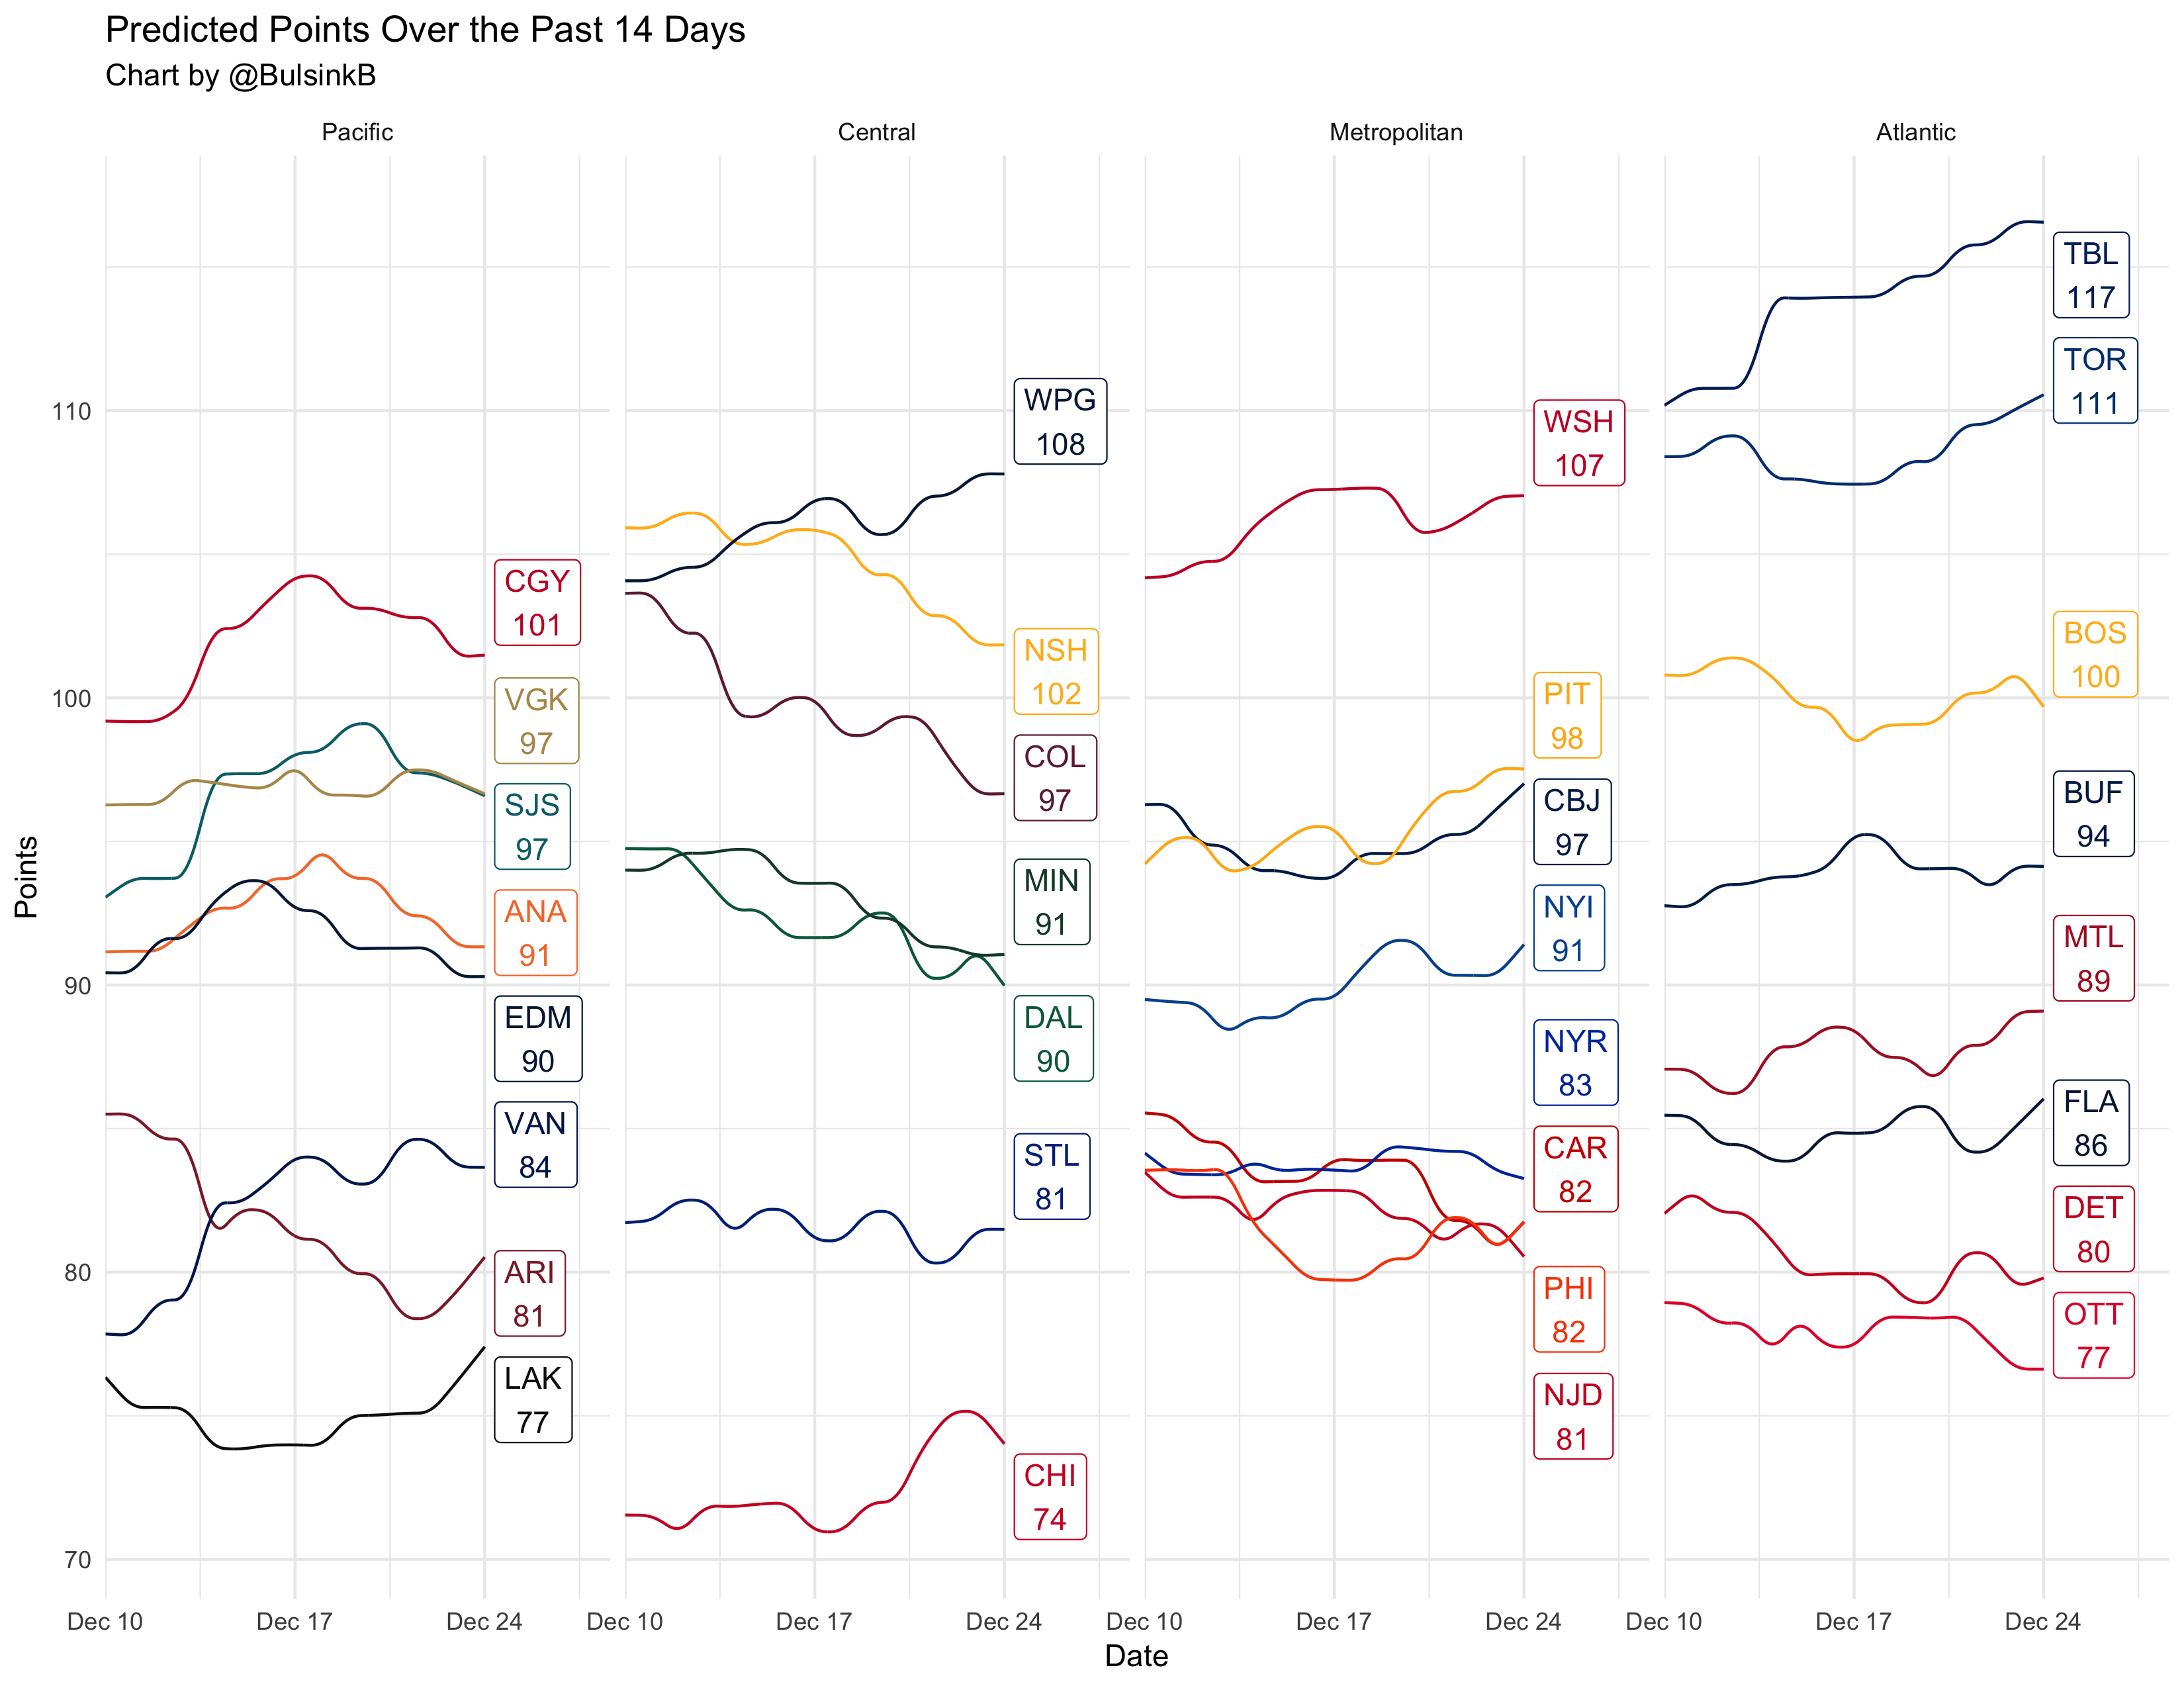 Predicted Points Over the Past 14 Days
Chart by @BulsinkB
Pacific
Central
Metropolitan
Atlantic
Points
110
100
90
80
70
CGY
101
VGK
97
SJS
97
ANA
91
EDM
90
VAN
84
ARI
81
LAK
77
WPG
108
NSH
102
COL
97
MIN
91
DAL
90
STL
81
CHI
74
WSH
107
PIT
98
CBJ
97
NYI
91
NYR
83
CAR
82
PHI
82
NJD
81
TBL
117
TOR
111
BOS
100
BUF
94
MTL
89
FLA
86
DET
80
OTT
77
Dec 10 Dec 17 Dec 24 Dec 10 Dec 17 Dec 24 Dec 10 Dec 17 Dec 24 Dec 10 Dec 17 Dec 24
Date